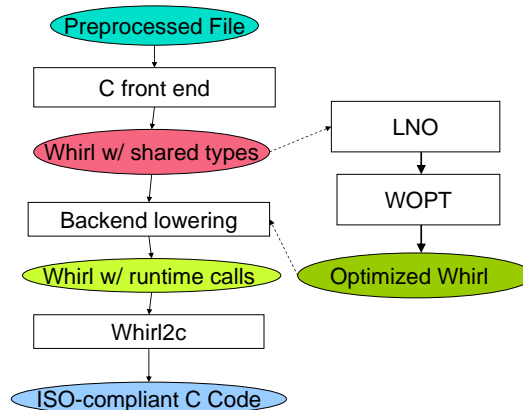 Preprocessed File
C front end
Whirl w/ shared types
Backend lowering
Whirl w/ runtime calls
Whirl2c
ISO-compliant C Code
LNO
WOPT
Optimized Whirl